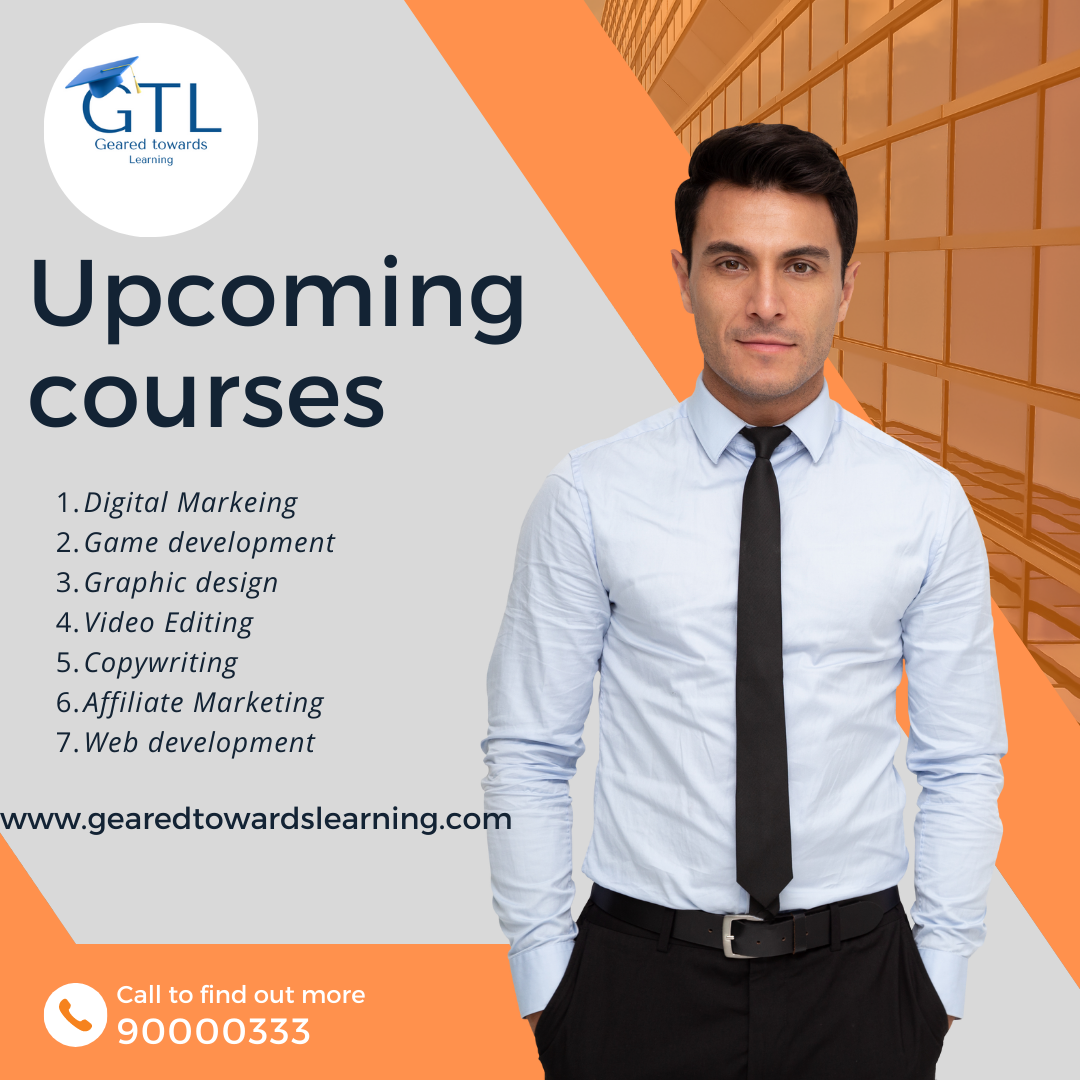 GTL
Geared towards
Learning
Upcoming
courses
1. Digital Markeing
2. Game development
3. Graphic design
4. Video Editing
5. Copywriting
6. Affiliate Marketing
7. Web development
www.gearedtowardslearning.com
Call to find out more
90000333